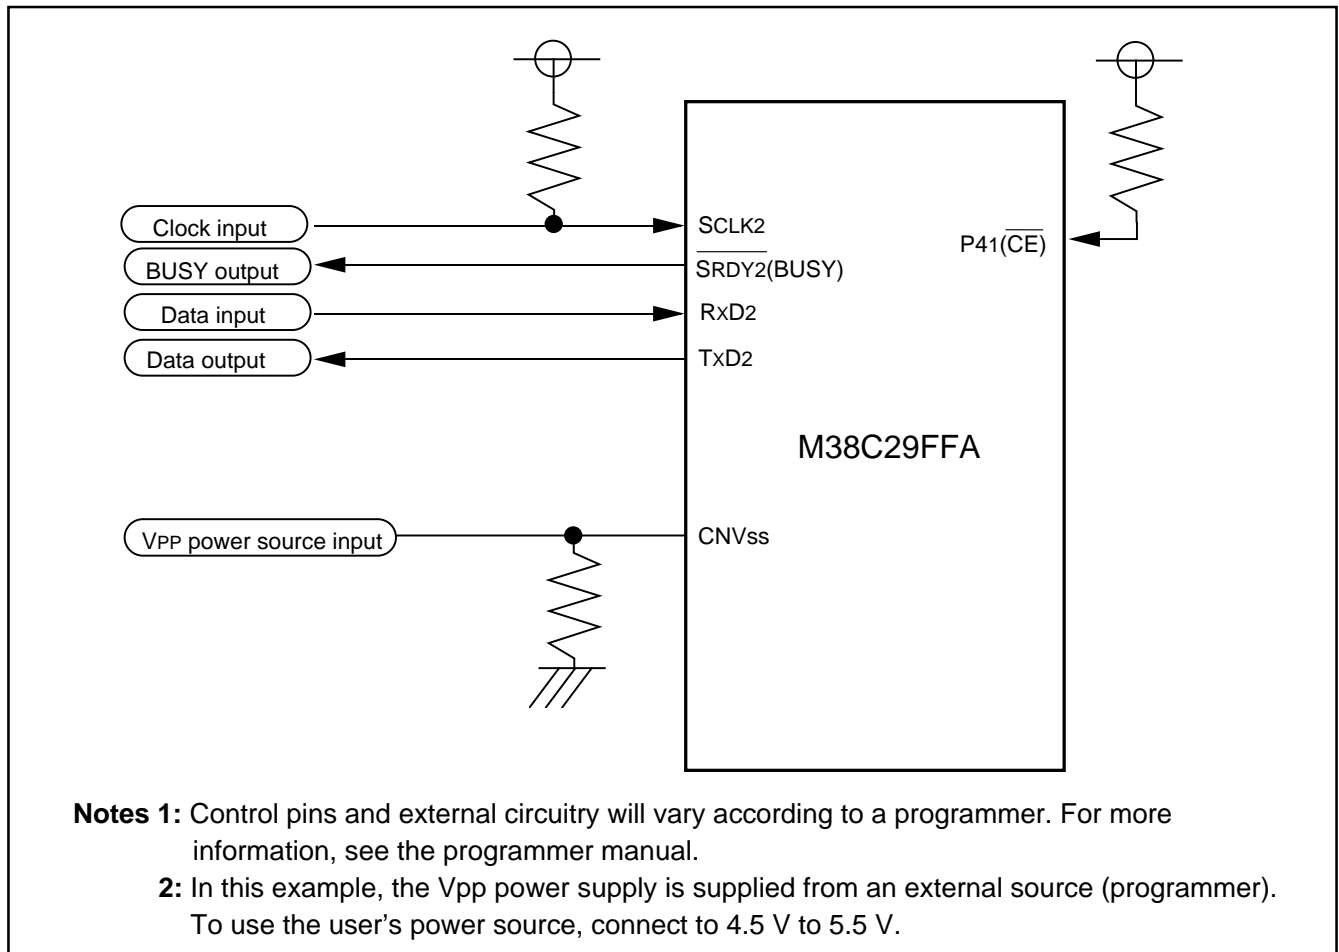 Clock input
BUSY output
Data input
Data output
VPP power source input
SCLK2
SRDY2(BUSY)
RXD2
TXD2
CNVss
P41(CE)
M38C29FFA
Notes 1: Control pins and external circuitry will vary according to a programmer. For more
information, see the programmer manual.
2: In this example, the Vpp power supply is supplied from an external source (programmer).
To use the user's power source, connect to 4.5 V to 5.5 V.